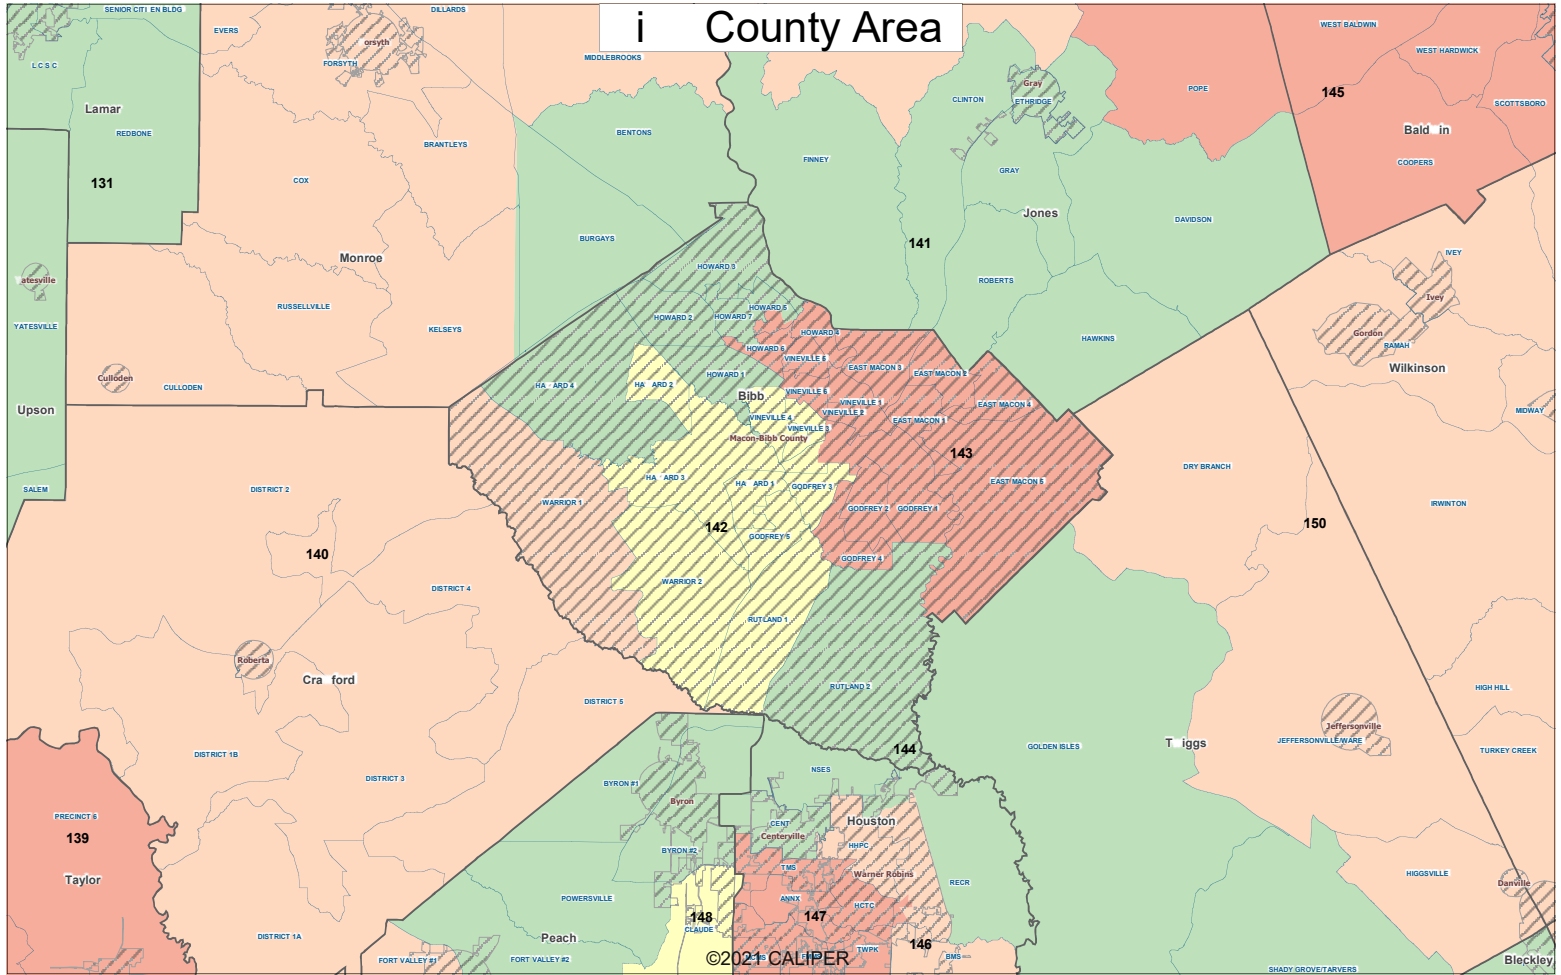 i County Area
SENIOR CITI EN BLDG
DILLARDS
EVERS
orsyth
FORSYTH
MIDDLEBROOKS
WEST BALDWIN
WEST HARDWICK
L C S C
Gray
CLINTON
ETHRIDGE
POPE
145
SCOTTSBORO
Lamar
REDBONE
BENTONS
Bald in
BRANTLEYS
FINNEY
COOPERS
GRAY
COX
131
Jones
DAVIDSON
BURGAYS
141
Monroe
IVEY
HOWARD 3
atesville
ROBERTS
Ivey
RUSSELLVILLE
HOWARD 5
HOWARD 2
HOWARD 7
YATESVILLE
KELSEYS
HOWARD 4
Gordon
HAWKINS
RAMAH
HOWARD 6
VINEVILLE 6
EAST MACON 3
EAST MACON 2
Wilkinson
Culloden
CULLODEN
HOWARD 1
HA ARD 4
HA ARD 2
Bibb
VINEVILLE 5
VINEVILLE 1
EAST MACON 4
Upson
VINEVILLE 2
MIDWAY
VINEVILLE 4
EAST MACON 1
VINEVILLE 3
Macon-Bibb County
143
DRY BRANCH
HA ARD 3
HA ARD 1
EAST MACON 5
SALEM
DISTRICT 2
GODFREY 3
WARRIOR 1
IRWINTON
GODFREY 2
GODFREY 1
142
150
GODFREY 5
140
GODFREY 4
WARRIOR 2
DISTRICT 4
RUTLAND 1
Roberta
Cra ford
RUTLAND 2
HIGH HILL
DISTRICT 5
Jeffersonville
JEFFERSONVILLE/WARE
T iggs
144
GOLDEN ISLES
TURKEY CREEK
DISTRICT 1B
NSES
DISTRICT 3
BYRON #1
Byron
PRECINCT 6
CENT
Houston
139
Centerville
HHPC
BYRON #2
TMS
Taylor
Warner Robins
HIGGSVILLE
RECR
Danville
POWERSVILLE
ANNX
HCTC
148
147
CLAUDE
DISTRICT 1A
Peach
146
TWPK
FORT VALLEY #1
FORT VALLEY #2
©2021 CALIPER
BMS
Bleckley
SHADY GROVE/TARVERS